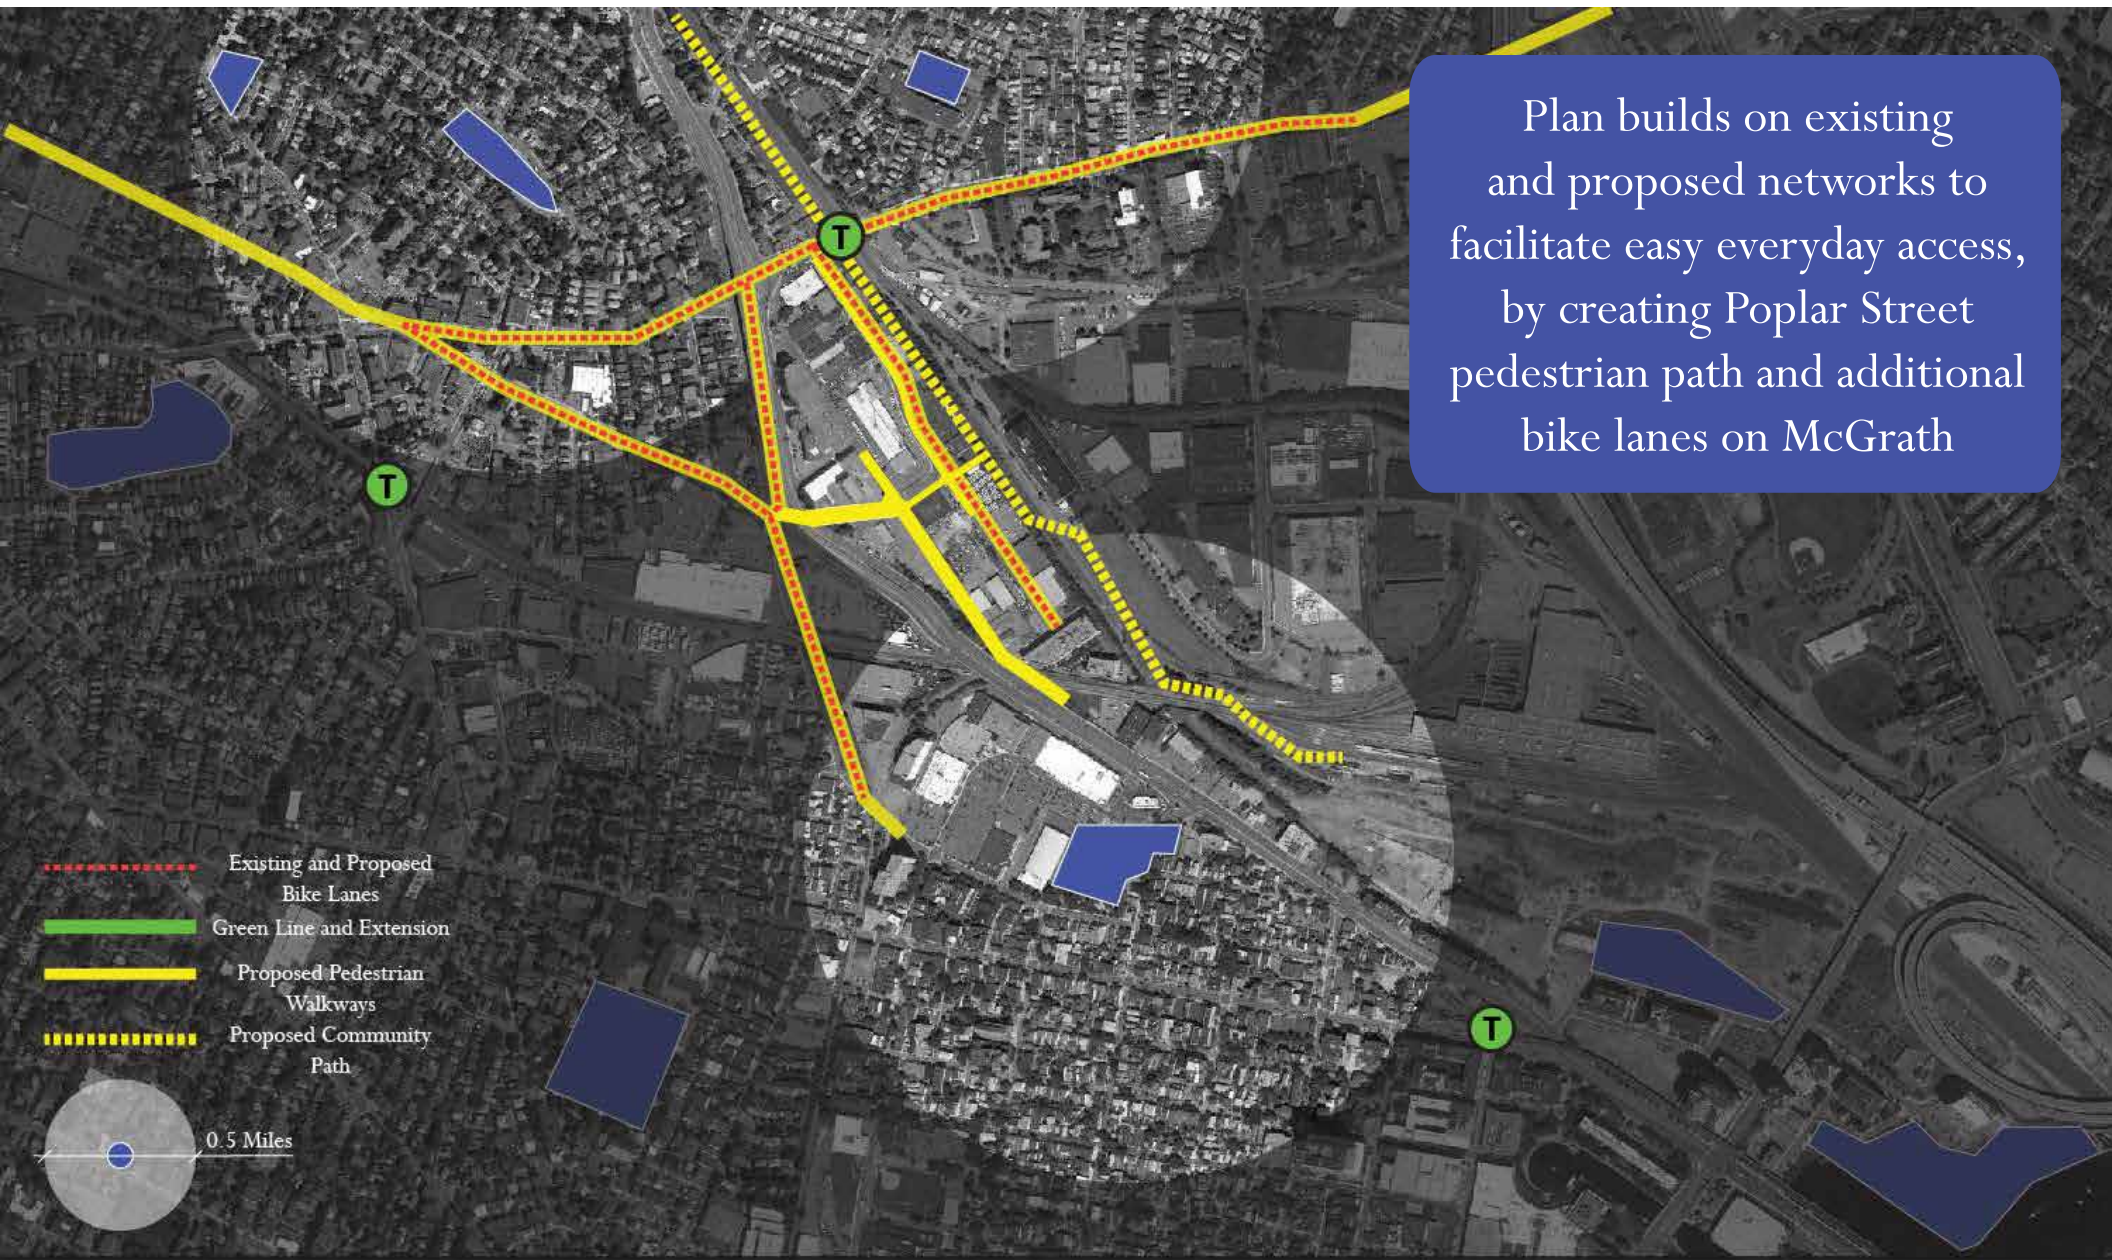 Plan builds on existing
and proposed networks to
facilitate easy everyday access,
by creating Poplar Street
pedestrian path and additional
bike lanes on McGrath
T
T
T
Existing and Proposed
Bike Lanes
Green Line and Extension
Proposed Pedestrian
Walkways
Proposed Community
Path
0.5 Miles